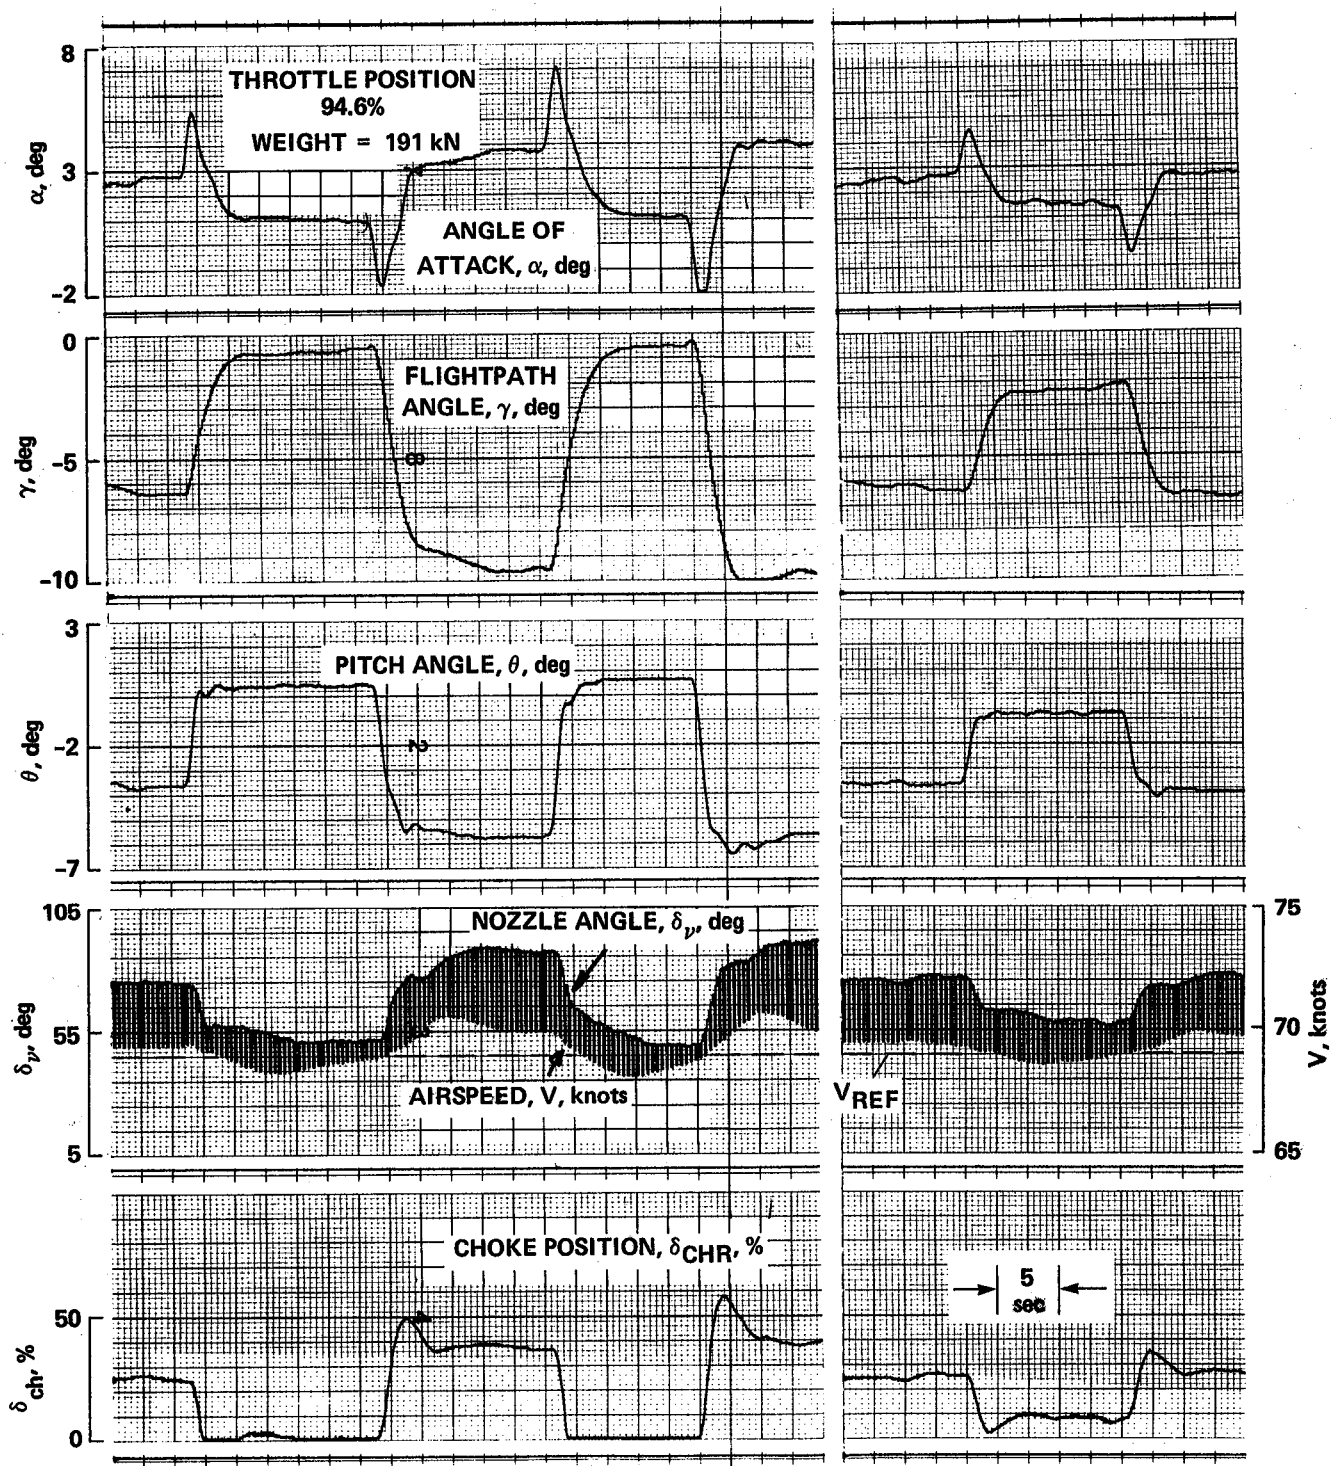 8
THROTTLE POSITION
94.6%
WEIGHT = 191 kN
α, deg
3
ANGLE OF
ATTACK, α, deg
-2
0
FLIGHTPATH
ANGLE, γ, deg
γ, deg
-5
8
-10
3
PITCH ANGLE, θ, deg
θ, deg
-2
2
-7
105
NOZZLE ANGLE, δν, deg
75
δν, deg
55
70
V, knots
AIRSPEED, V, knots
VREF
5
65
CHOKE POSITION, δCHR, %
5
sec
50
δch, %
0